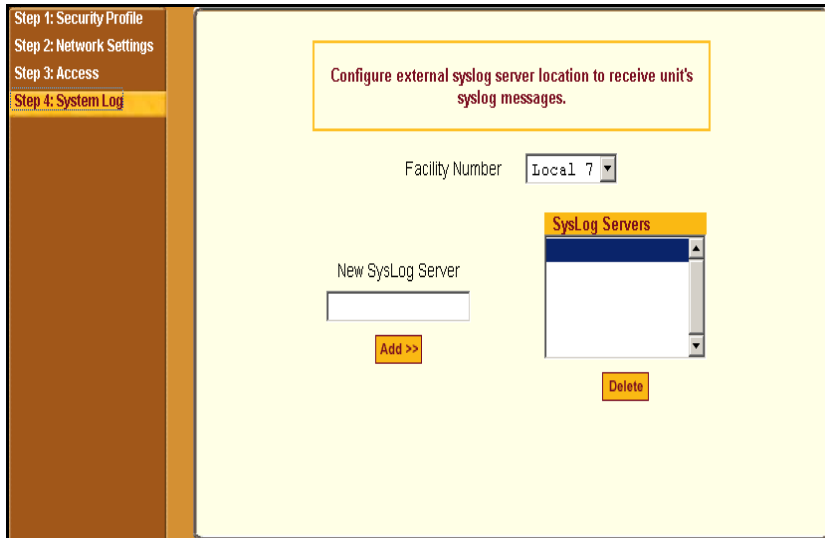 Step 1: Security Profile
Step 2: Network Settings
Step 3: Access
Step 4: System Log
Configure external syslog server location to receive unit's
syslog messages.
Facility Number
Local 7
SysLog Servers
New SysLog Server
Add >>
Delete